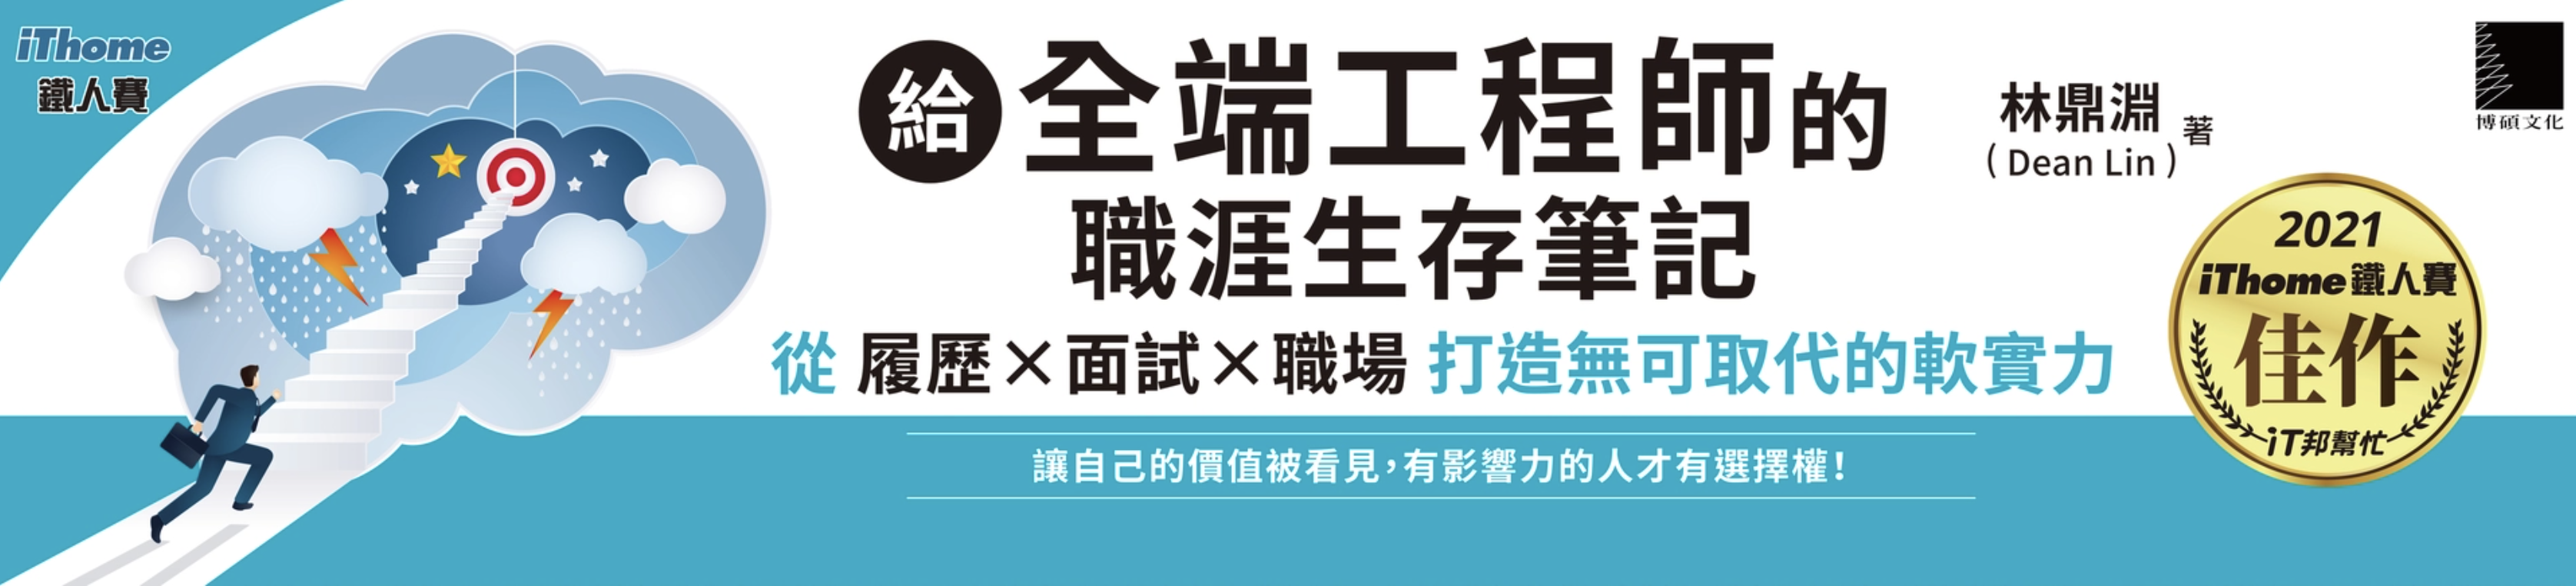 iThome
鐵人賽
給全端工程師的
職涯生存筆記
從 履歷×面試×職場 打造無可取代的軟實力
讓自己的價值被看見，有影響力的人才有選擇權！
林鼎淵
( Dean Lin ) 著
博碩文化
2021
iThome鐵人賽
佳作
iT邦幫忙